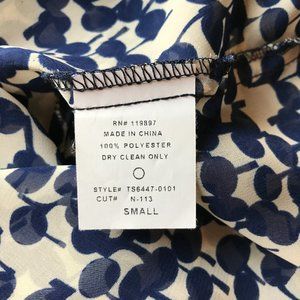 RN# 119897
MADE IN CHINA
100% POLYESTER
DRY CLEAN ONLY
STYLE# TS6447-0101
CUT# N-113
SMALL